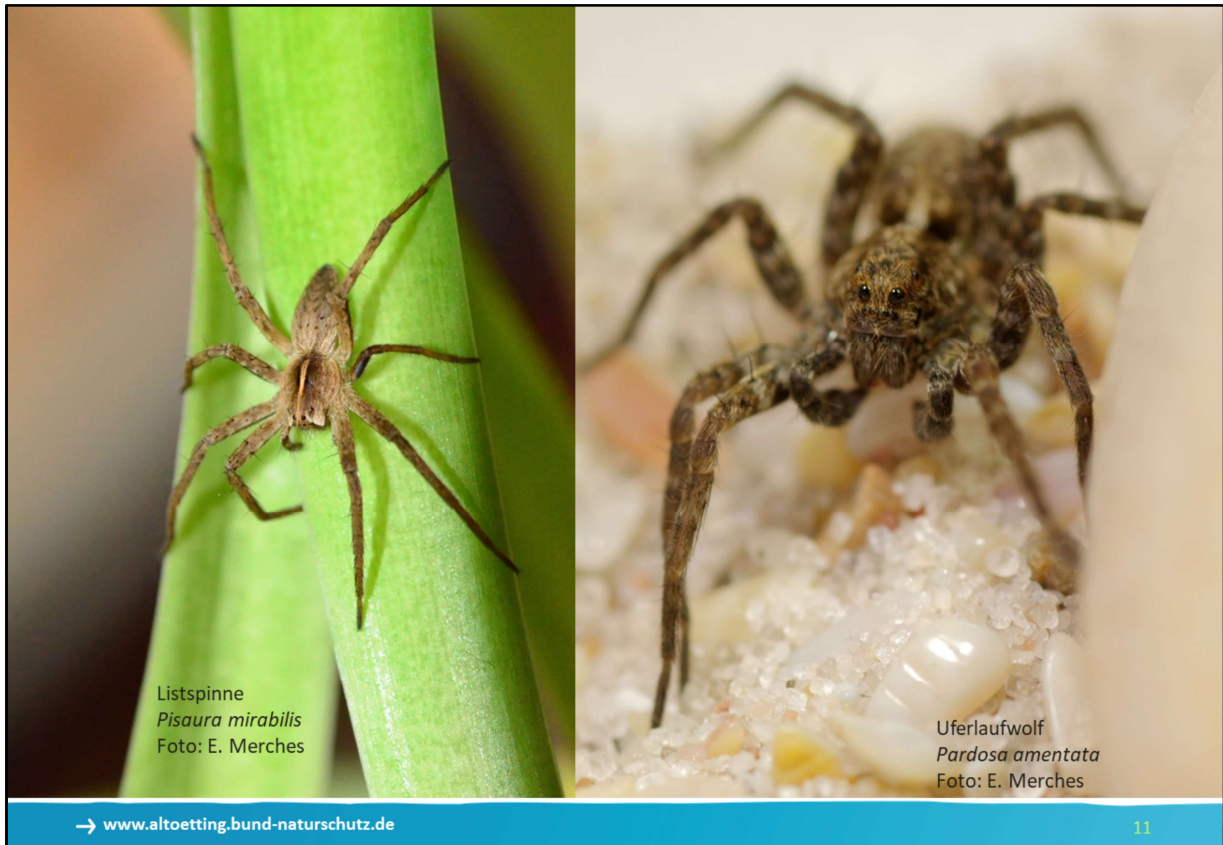 Listspinne
Pisaura mirabilis
Foto: E. Merches
Uferlaufwolf
Pardosa amentata
Foto: E. Merches
→ www.altoetting.bund-naturschutz.de
11